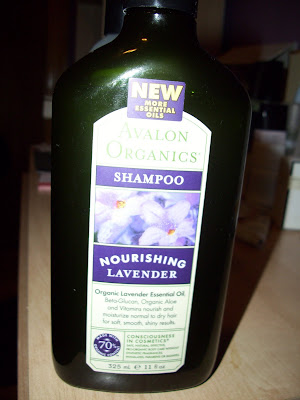 NEW
MORE
ESSENTIAL
OILS
AVALON
ORGANICS
SHAMPOO
NOURISHING
LAVENDER
Organic Lavender Essential Oil,
Beta-Glucan, Organic Aloe
and Vitamins nourish and
moisturize normal to dry hair
for soft, smooth, shiny results.
70%
CONSCIOUSNESS
IN COSMETICS
325 mL e 11 fl oz